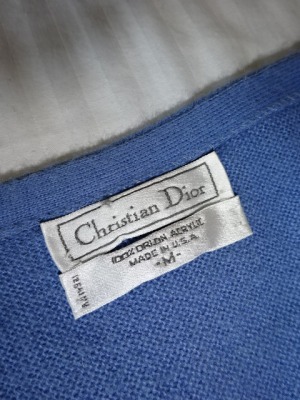 Christian Dior
100% ORLON ACRYLIC
MADE IN U.S.A.
-M-